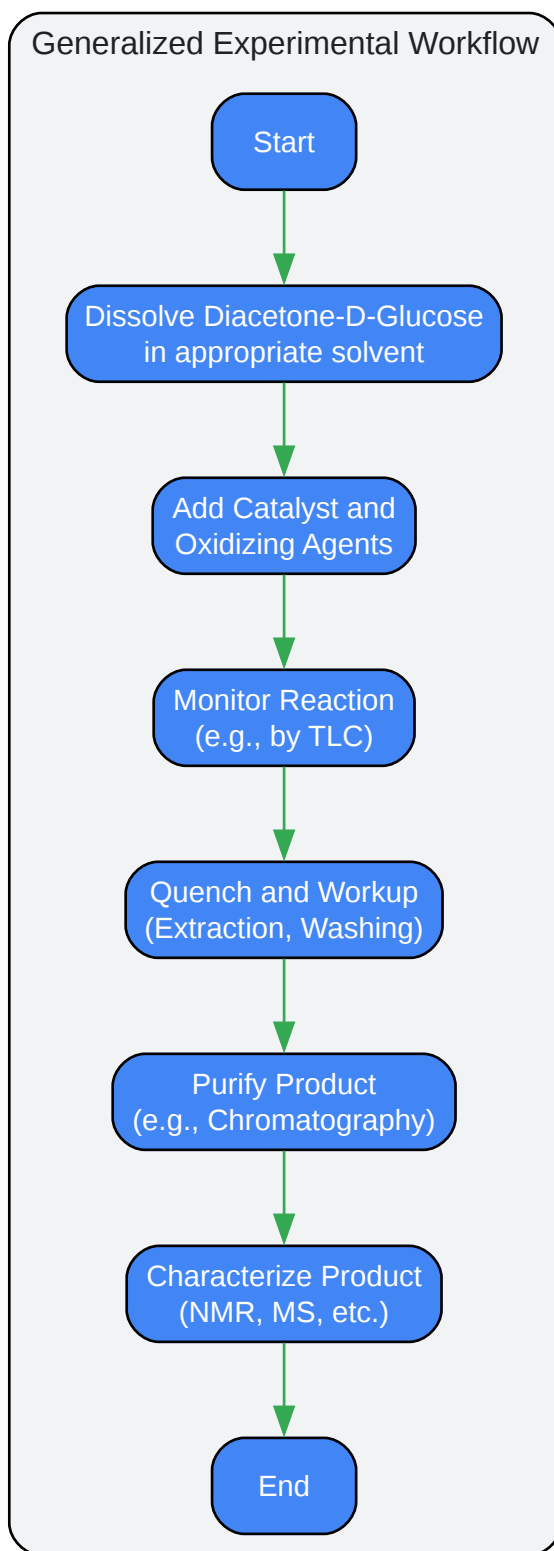 Generalized Experimental Workflow
Start
Dissolve Diacetone-D-Glucose
in appropriate solvent
Add Catalyst and
Oxidizing Agents
Monitor Reaction
(e.g., by TLC)
Quench and Workup
(Extraction, Washing)
Purify Product
(e.g., Chromatography)
Characterize Product
(NMR, MS, etc.)
End